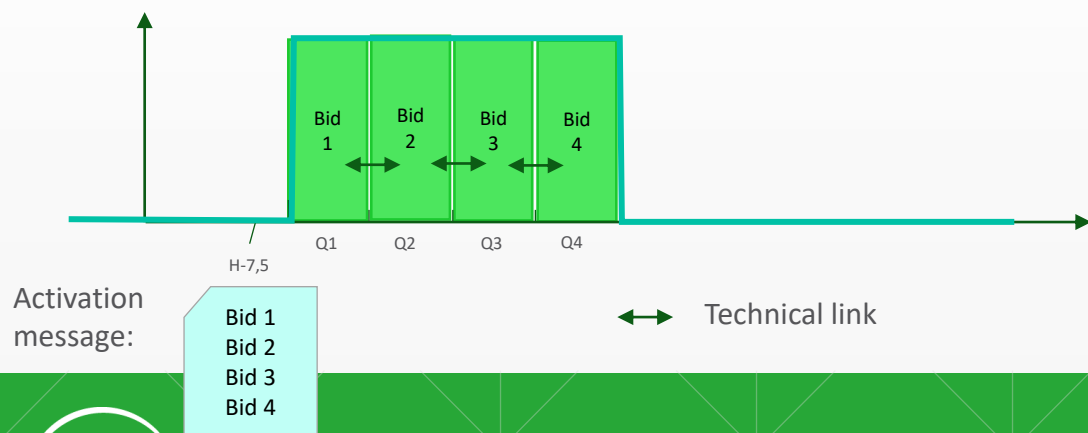 Bid
1
Bid
2
Bid
3
Bid
4
Q1
Q2
Q3
Q4
H-7,5
Activation
message:
Bid 1
Bid 2
Bid 3
Bid 4
Technical link